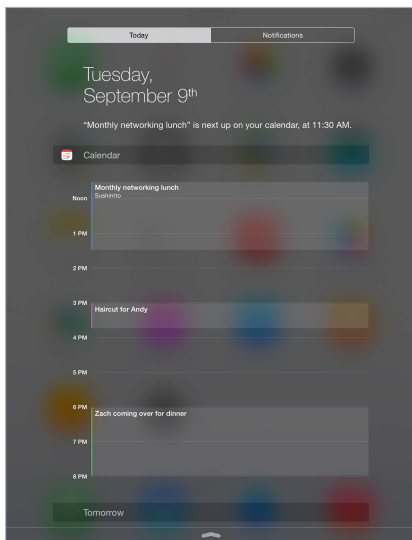 Today
Notifications
Tuesday,
September 9th
“Monthly networking lunch” is next up on your calendar, at 11:30 AM.
Calendar
Monthly networking lunch
Sushirrito
Noon
1 PM
2 PM
3 PM
Haircut for Andy
4 PM
5 PM
6 PM
Zach coming over for dinner
7 PM
8 PM
Tomorrow